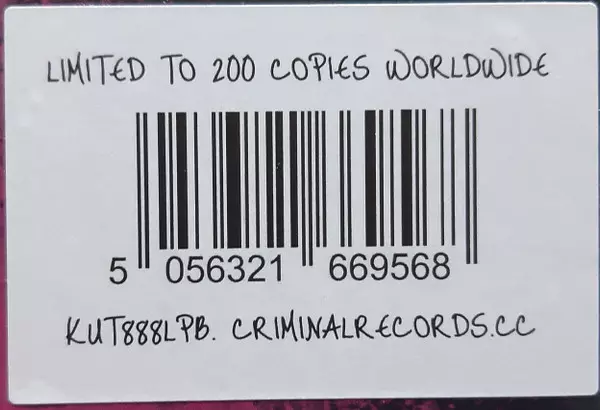 LIMITED TO 200 COPIES WORLDWIDE
5 056321 669568
KUT888LPB. CRIMINALRECORDS.CC